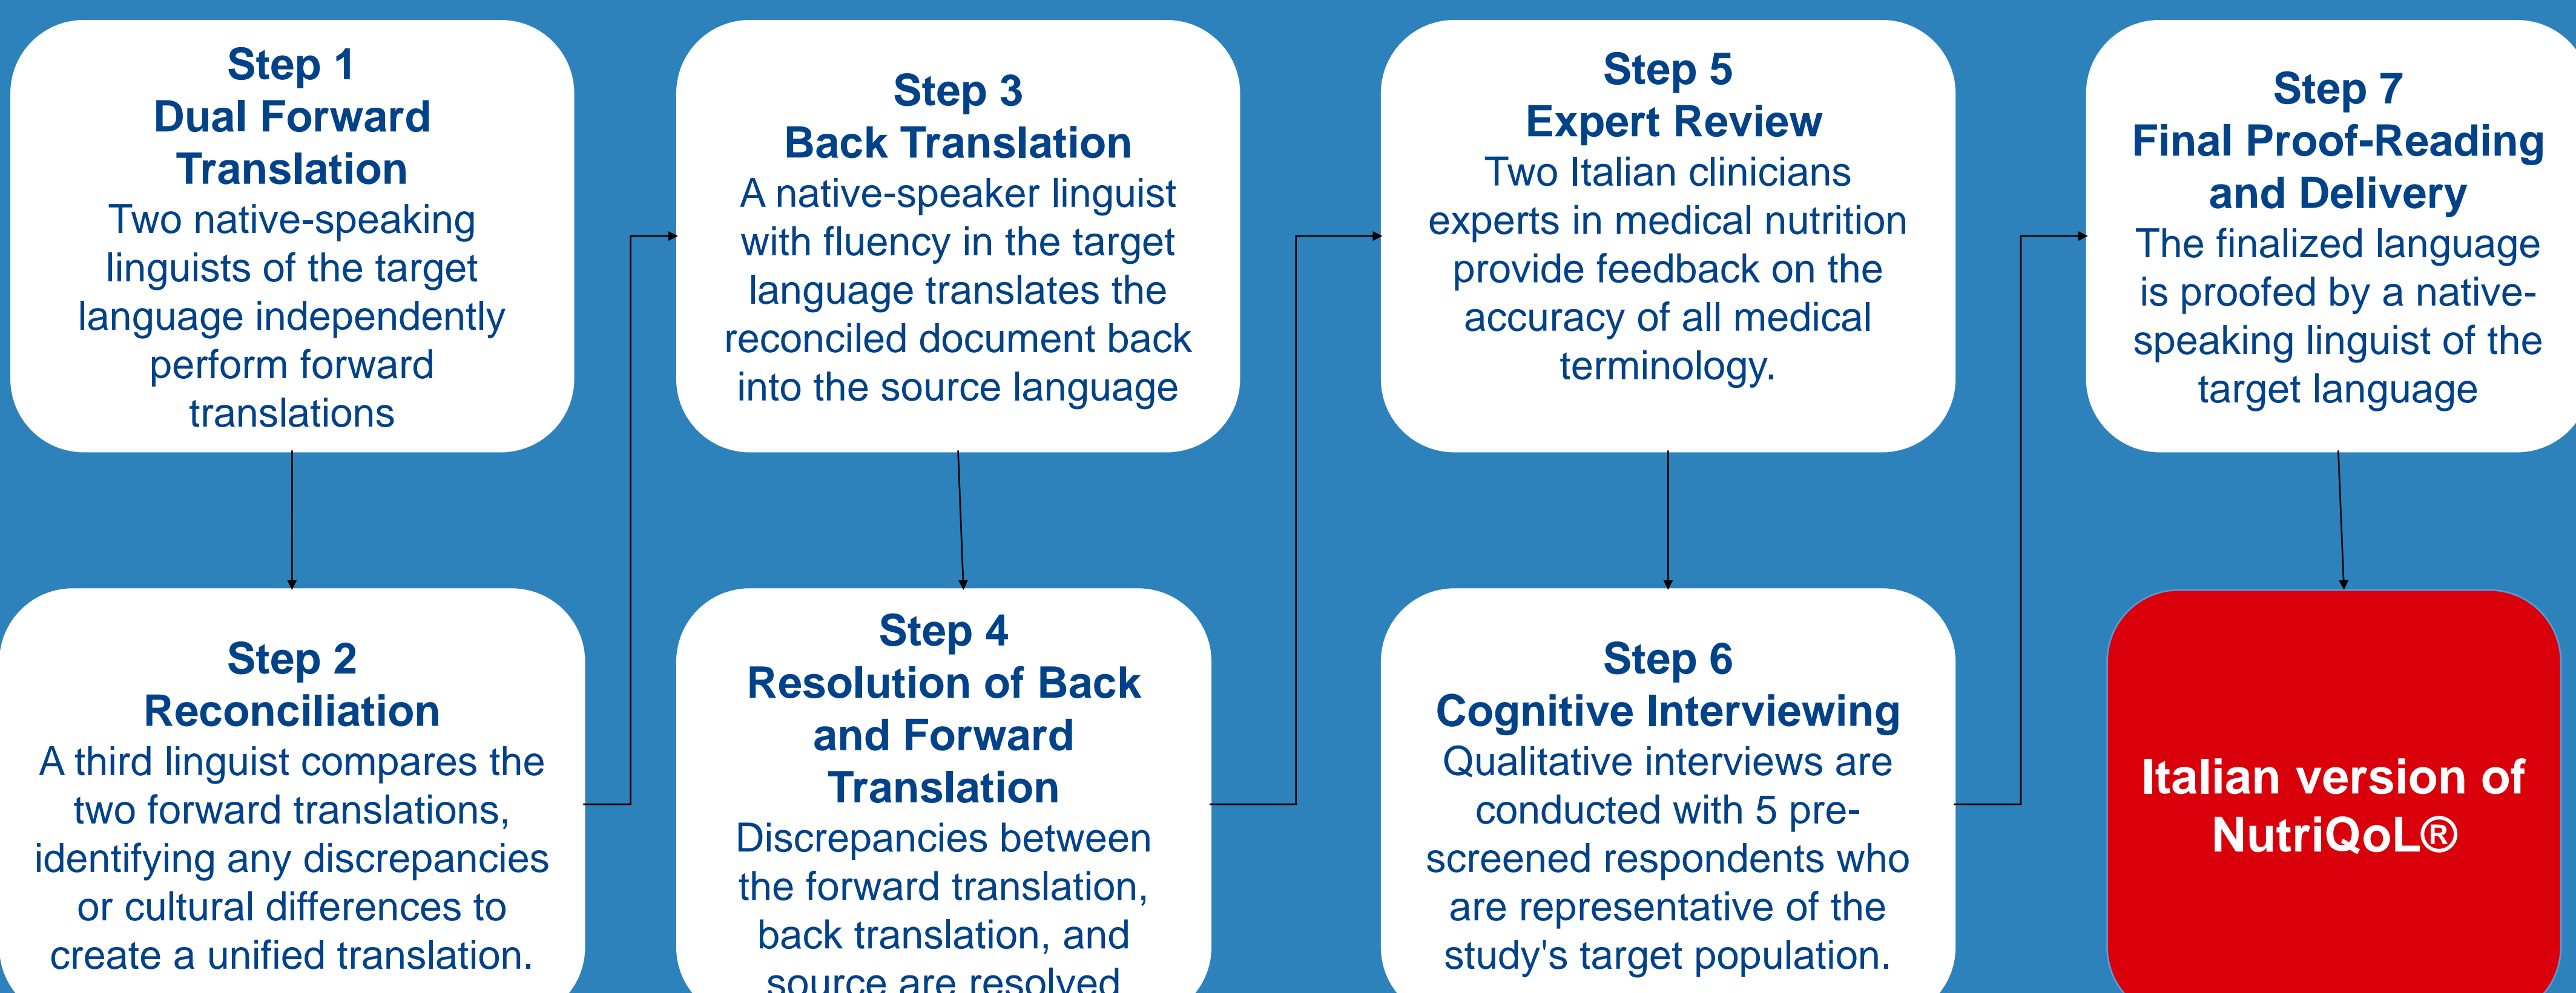 Step 1
Dual Forward
Translation
Two native-speaking
linguists of the target
language independently
perform forward
translations
Step 2
Reconciliation
A third linguist compares the
two forward translations,
identifying any discrepancies
or cultural differences to
create a unified translation.
Step 3
Back Translation
A native-speaker linguist
with fluency in the target
language translates the
reconciled document back
into the source language
Step 4
Resolution of Back
and Forward
Translation
Discrepancies between
the forward translation,
back translation, and
source are resolved
Step 5
Expert Review
Two Italian clinicians
experts in medical nutrition
provide feedback on the
accuracy of all medical
terminology.
Step 6
Cognitive Interviewing
Qualitative interviews are
conducted with 5 pre-
screened respondents who
are representative of the
study's target population.
Step 7
Final Proof-Reading
and Delivery
The finalized language
is proofed by a native-
speaking linguist of the
target language
Italian version of
NutriQoL®